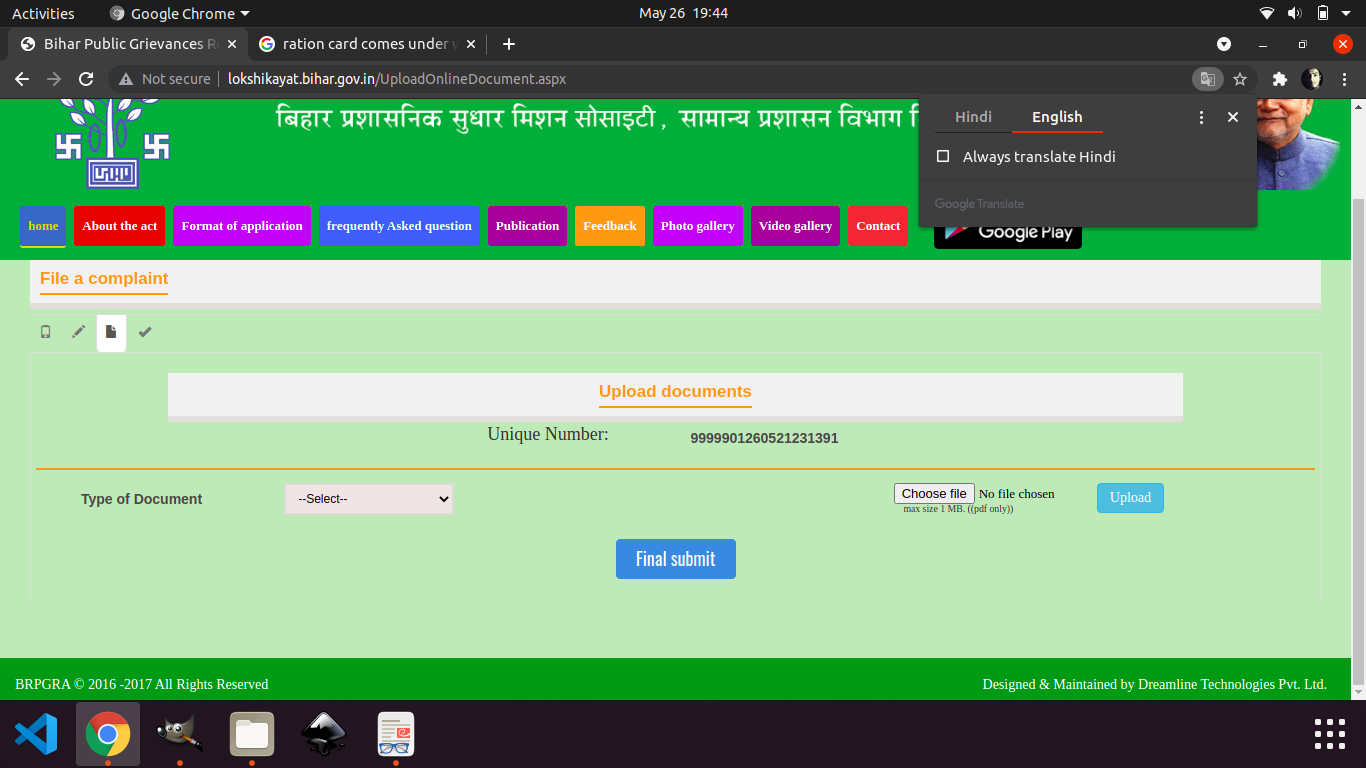 Activities Google Chrome May 26 19:44
Bihar Public Grievances ration card comes under
Not secure lokshikayat.bihar.gov.in/UploadOnlineDocument.aspx
बिहार प्रशासनिक सुधार मिशन सोसाइटी , सामान्य प्रशासन विभाग
Hindi English
Always translate Hindi
Google Translate
home About the act Format of application frequently Asked question Publication Feedback Photo gallery Video gallery Contact Google Play
File a complaint
Upload documents
Unique Number: 9999901260521231391
Type of Document --Select-- Choose file No file chosen Upload
max size 1 MB. ((pdf only))
Final submit
BRPGRA © 2016 -2017 All Rights Reserved Designed & Maintained by Dreamline Technologies Pvt. Ltd.